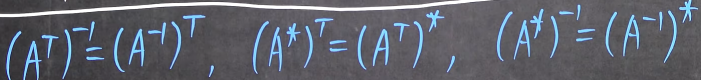 (A^T)^{-1} = (A^{-1})^T, (A^*)^T = (A^T)^*, (A^*)^{-1} = (A^{-1})^*